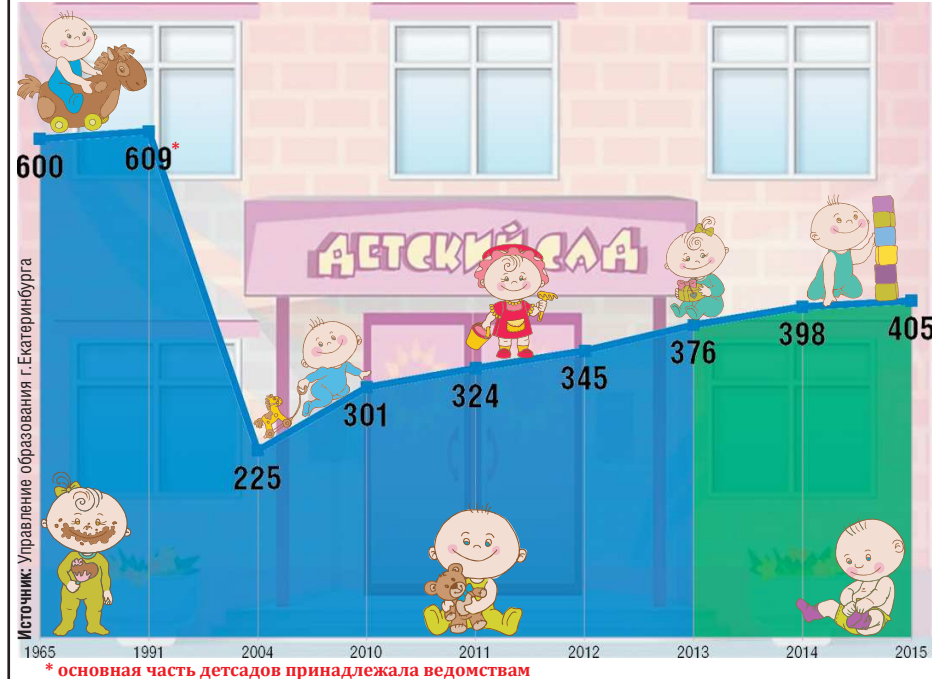 600
609*
ДЕТСКИЙ САД
225
301
324
345
376
398
405
Источник: Управление образования г.Екатеринбурга
1965 1991 2004 2010 2011 2012 2013 2014 2015
* основная часть детсадов принадлежала ведомствам